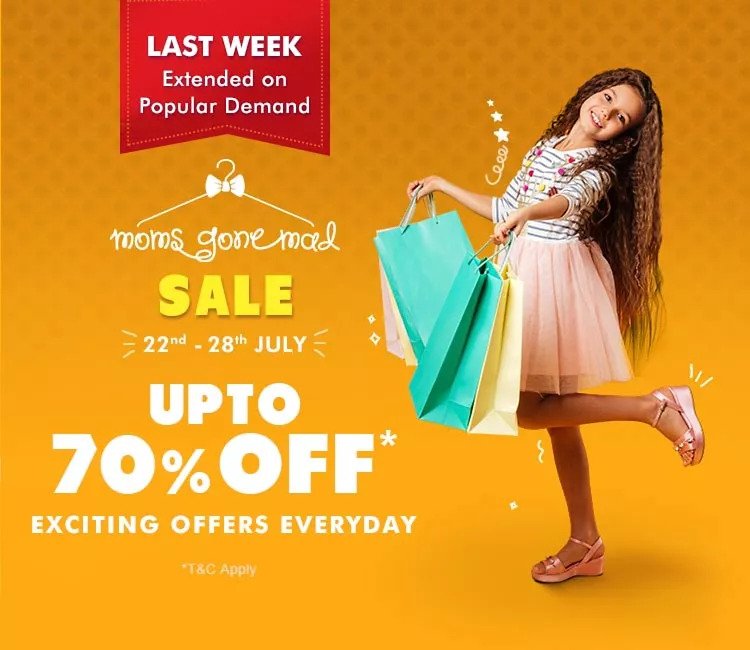 LAST WEEK
Extended on
Popular Demand
moms gone mad
SALE
22nd - 28th JULY
UPTO
70% OFF*
EXCITING OFFERS EVERYDAY
*T&C Apply